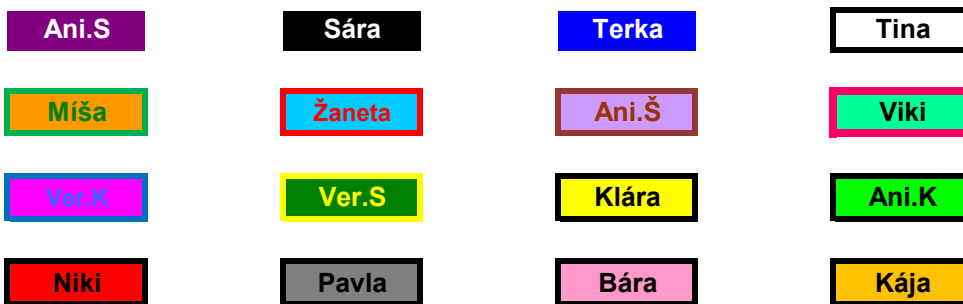 Ani.S Sára Terka Tina
Míša Žaneta Ani.Š Viki
Ver.K Ver.S Klára Ani.K
Niki Pavla Bára Kája